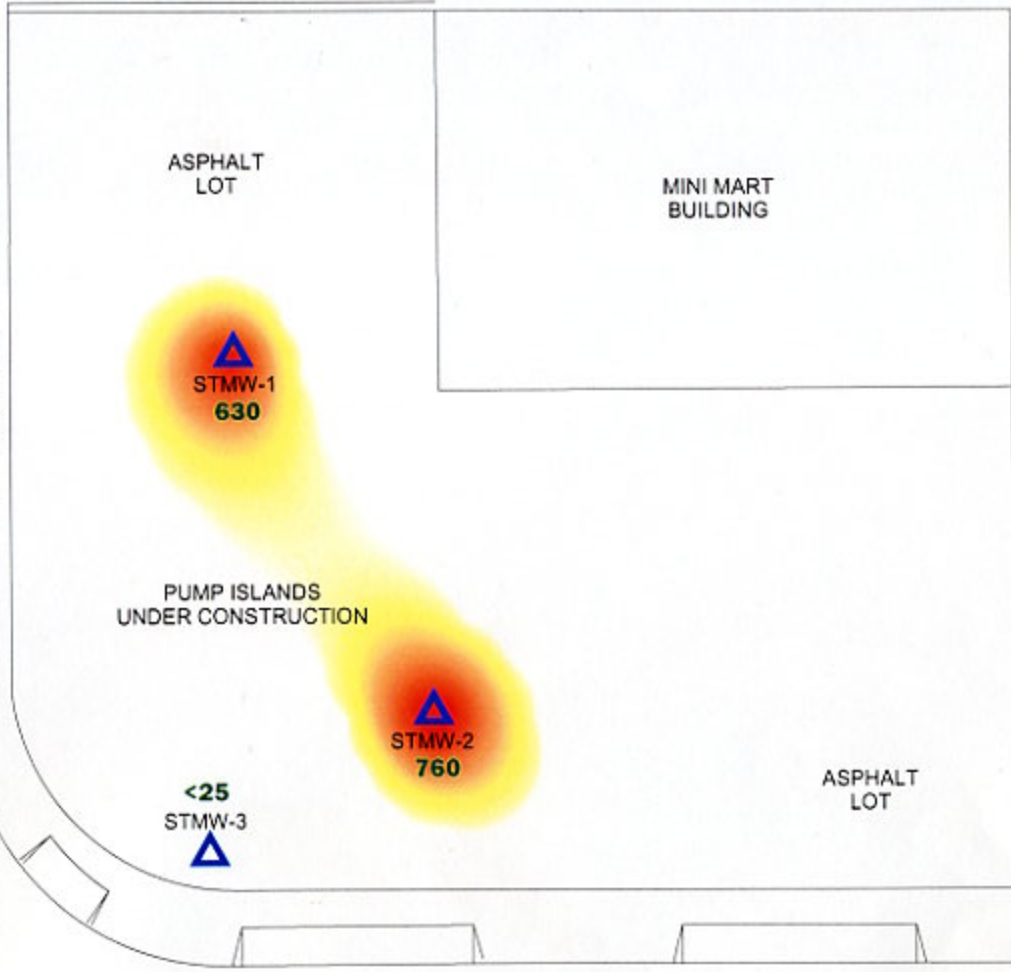 ASPHALT
LOT
MINI MART
BUILDING
STMW-1
630
PUMP ISLANDS
UNDER CONSTRUCTION
STMW-2
760
<25
STMW-3
ASPHALT
LOT